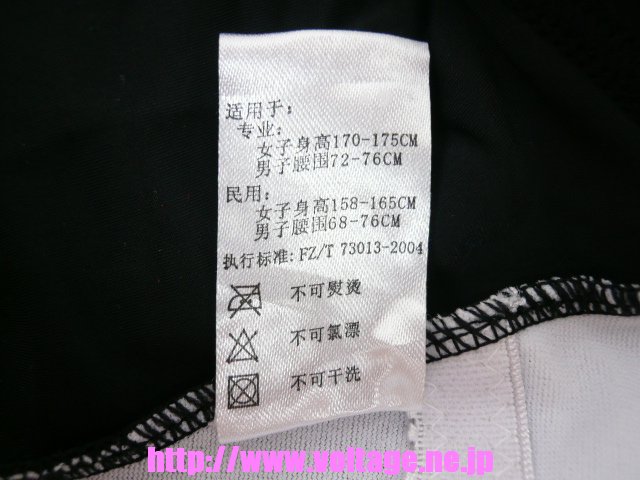 适用于:
专业:
女子身高170-175CM
男子腰围72-76CM
民用:
女子身高158-165CM
男子腰围68-76CM
执行标准: FZ/T 73013-2004
不可熨烫
不可氯漂
不可干洗
http://www.voltage.ne.jp